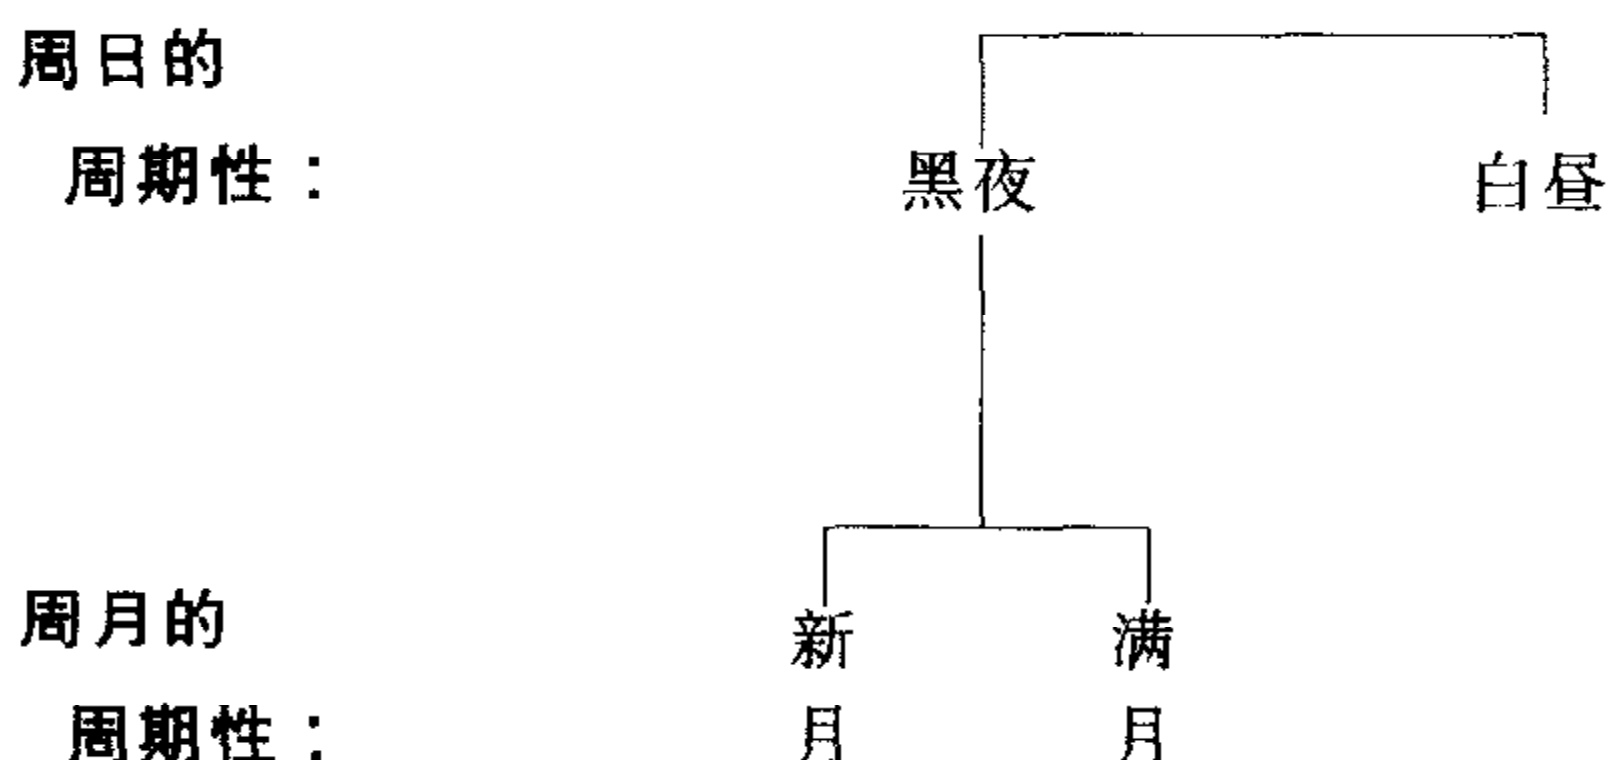 周日的
周期性：
黑夜 白昼
周月的
周期性：
新月 满月